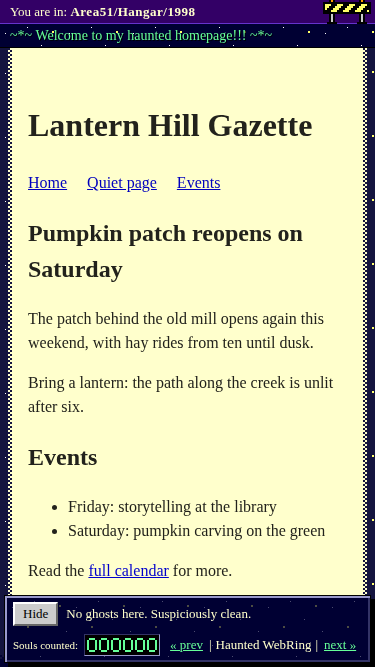 You are in: Area51/Hangar/1998
~*~ Welcome to my haunted homepage!!! ~*~
Lantern Hill Gazette
Home Quiet page Events
Pumpkin patch reopens on
Saturday
The patch behind the old mill opens again this
weekend, with hay rides from ten until dusk.
Bring a lantern: the path along the creek is unlit
after six.
Events
• Friday: storytelling at the library
• Saturday: pumpkin carving on the green
Read the full calendar for more.
Hide No ghosts here. Suspiciously clean.
Souls counted: 000000 « prev | Haunted WebRing | next »